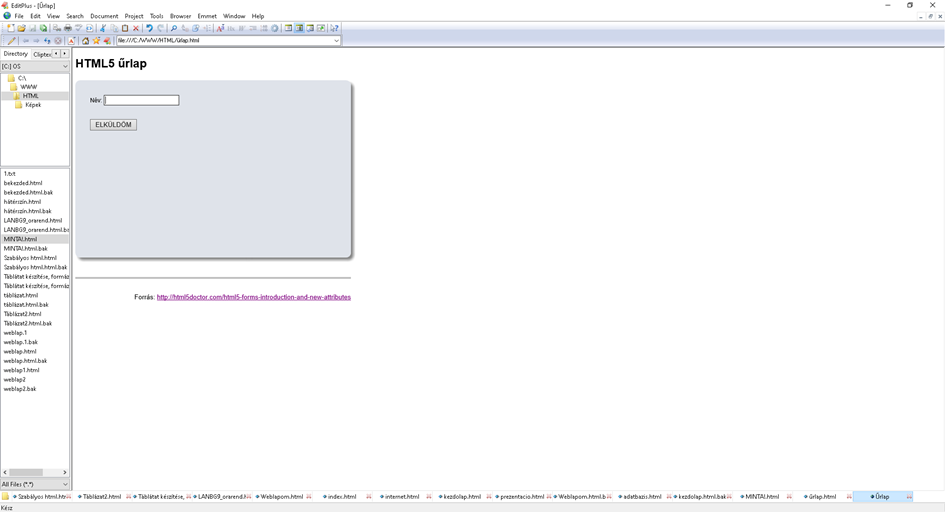 EditPlus - [Űrlap]
File Edit View Search Document Project Tools Browser Emmet Window Help
file:///C:/WWW/HTML/űrlap.html
Directory Cliptex
[C:] OS
C:\
WWW
HTML
Képek
1.txt
bekezded.html
bekezded.html.bak
hátérszín.html
hátérszín.html.bak
LANBG9_orarend.html
LANBG9_orarend.html.ba
MINTA!.html
MINTA!.html.bak
Szabályos html.html
Szabályos html.html.bak
Táblátat készítése, formáz
Táblátat készítése, formáz
táblázat.html
táblázat.html.bak
Táblázat2.html
Táblázat2.html.bak
weblap.1
weblap.1.bak
weblap.html
weblap.html.bak
weblap1.html
weblap2
weblap2.bak
All Files (*.*)
HTML5 űrlap
Név:
ELKÜLDÖM
Forrás: http://html5doctor.com/html5-forms-introduction-and-new-attributes
Szabályos html.htm Táblázat2.html Táblátat készítése, LANBG9_orarend.h Weblapom.html index.html internet.html kezdolap.html prezentacio.html Weblapom.html.b adatbazis.html kezdolap.html.bak MINTA!.html űrlap.html Űrlap
Kész